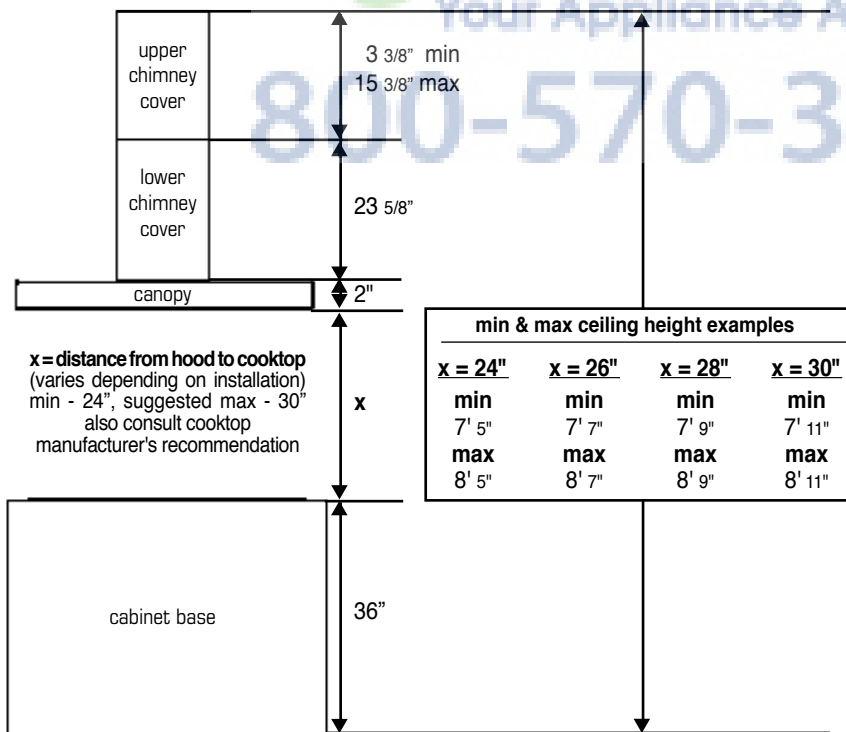 Your Appliance A
800-570-3
upper
chimney
cover
3 3/8” min
15 3/8” max
lower
chimney
cover
23 5/8”
canopy
2"
x = distance from hood to cooktop
(varies depending on installation)
min - 24”, suggested max - 30”
also consult cooktop
manufacturer's recommendation
x
min & max ceiling height examples
x = 24" x = 26" x = 28" x = 30"
min min min min
7' 5" 7' 7" 7' 9" 7' 11"
max max max max
8' 5" 8' 7" 8' 9" 8' 11"
cabinet base
36”